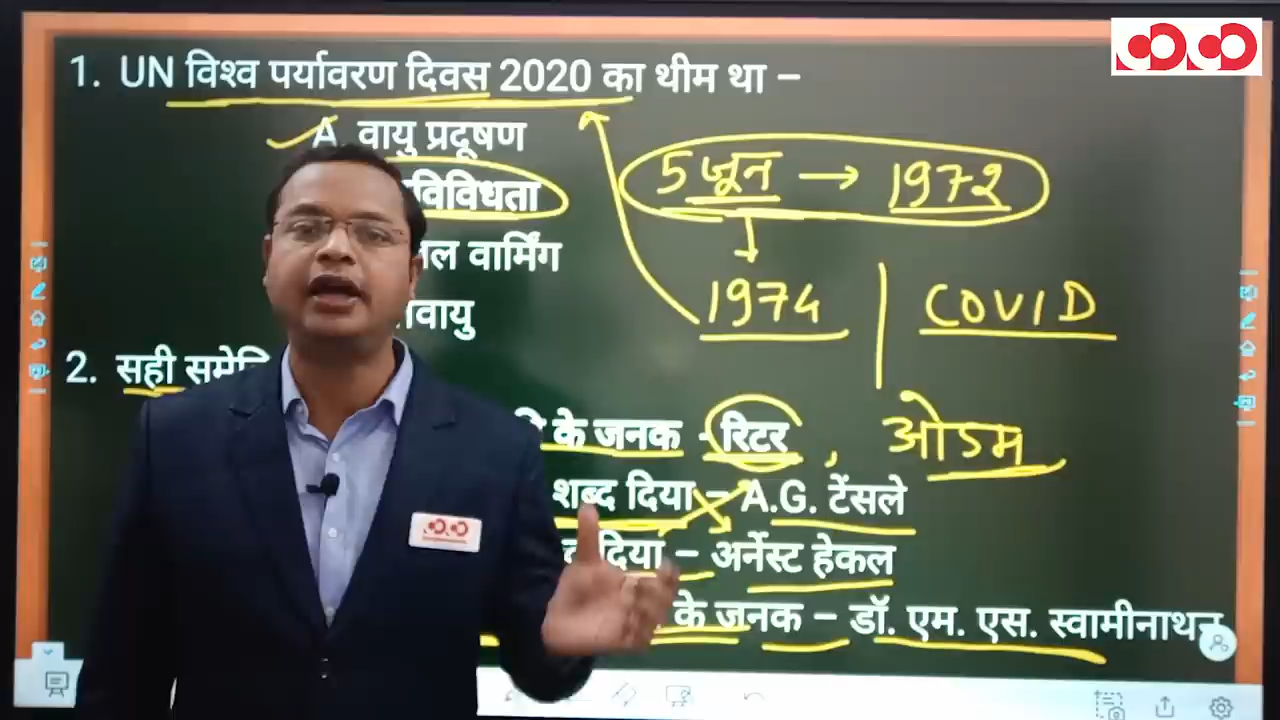 1. UN विश्व पर्यावरण दिवस 2020 का थीम था –
A. वायु प्रदूषण
विविधता
वार्मिंग
5 जून → 1972
1974
COVID
2. सही
के जनक - रिटर, ओडम
शब्द दिया – A.G. टेंसले
दिया – अर्नेस्ट हेकल
के जनक – डॉ. एम. एस. स्वामीनाथन